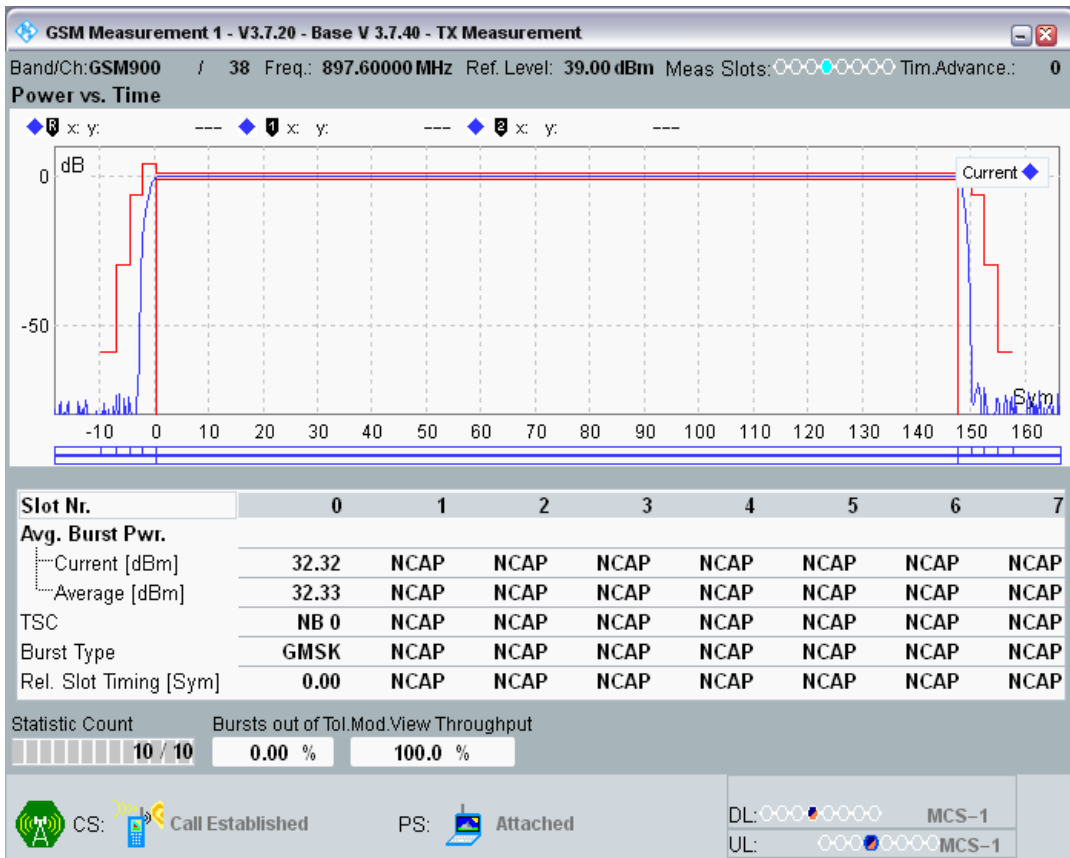 GSM Measurement 1 - V3.7.20 - Base V 3.7.40 - TX Measurement
Band/Ch:GSM900 / 38 Freq.: 897.60000 MHz Ref. Level: 39.00 dBm Meas Slots: Tim.Advance.: 0
Power vs. Time
R x: y: --- 1 x: y: --- 2 x: y: ---
dB
Current
0
-50
Sym
-10 0 10 20 30 40 50 60 70 80 90 100 110 120 130 140 150 160
Slot Nr. 0 1 2 3 4 5 6 7
Avg. Burst Pwr.
Current [dBm] 32.32 NCAP NCAP NCAP NCAP NCAP NCAP NCAP
Average [dBm] 32.33 NCAP NCAP NCAP NCAP NCAP NCAP NCAP
TSC NB 0 NCAP NCAP NCAP NCAP NCAP NCAP NCAP
Burst Type GMSK NCAP NCAP NCAP NCAP NCAP NCAP NCAP
Rel. Slot Timing [Sym] 0.00 NCAP NCAP NCAP NCAP NCAP NCAP NCAP
Statistic Count Bursts out of Tol.Mod.View Throughput
10 / 10 0.00 % 100.0 %
CS: Call Established PS: Attached
DL: MCS-1
UL: MCS-1